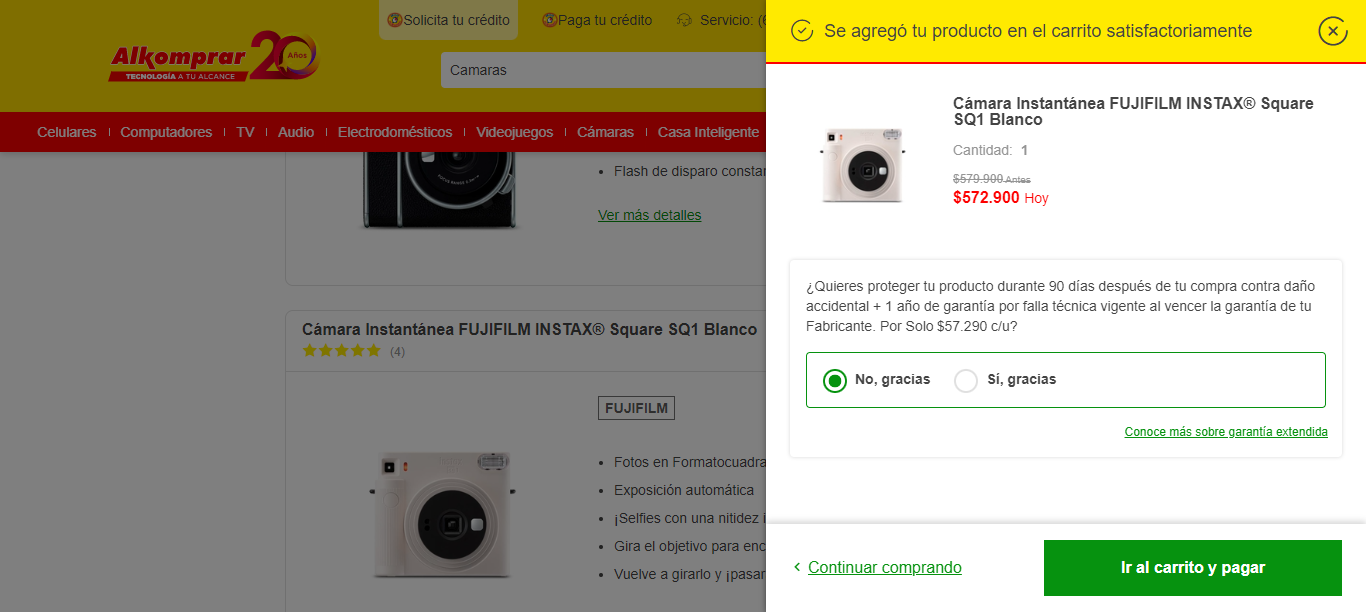 Solicita tu crédito
Paga tu crédito
Servicio: (6
Alkomprar 20 Años
TECNOLOGÍA A TU ALCANCE
Camaras
Celulares
Computadores
TV
Audio
Electrodomésticos
Videojuegos
Cámaras
Casa Inteligente
Flash de disparo constan
Ver más detalles
Cámara Instantánea FUJIFILM INSTAX® Square SQ1 Blanco
(4)
FUJIFILM
Fotos en Formatocuadra
Exposición automática
¡Selfies con una nitidez i
Gira el objetivo para enc
Vuelve a girarlo y ¡pasar
Se agregó tu producto en el carrito satisfactoriamente
Cámara Instantánea FUJIFILM INSTAX® Square
SQ1 Blanco
Cantidad: 1
$579.900 Antes
$572.900 Hoy
¿Quieres proteger tu producto durante 90 días después de tu compra contra daño
accidental + 1 año de garantía por falla técnica vigente al vencer la garantía de tu
Fabricante. Por Solo $57.290 c/u?
No, gracias
Sí, gracias
Conoce más sobre garantía extendida
Continuar comprando
Ir al carrito y pagar